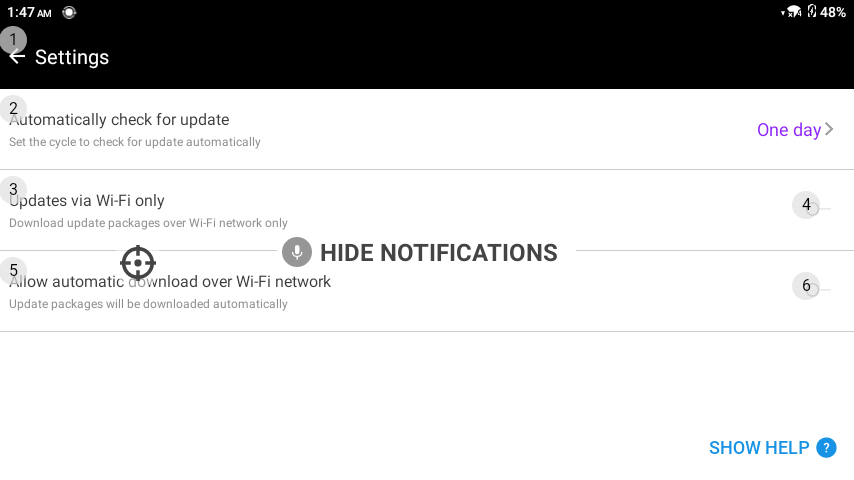 1:47 AM
48%
1
Settings
2
Automatically check for update
Set the cycle to check for update automatically
One day
3
Updates via Wi-Fi only
Download update packages over Wi-Fi network only
4
HIDE NOTIFICATIONS
5
Allow automatic download over Wi-Fi network
Update packages will be downloaded automatically
6
SHOW HELP ?